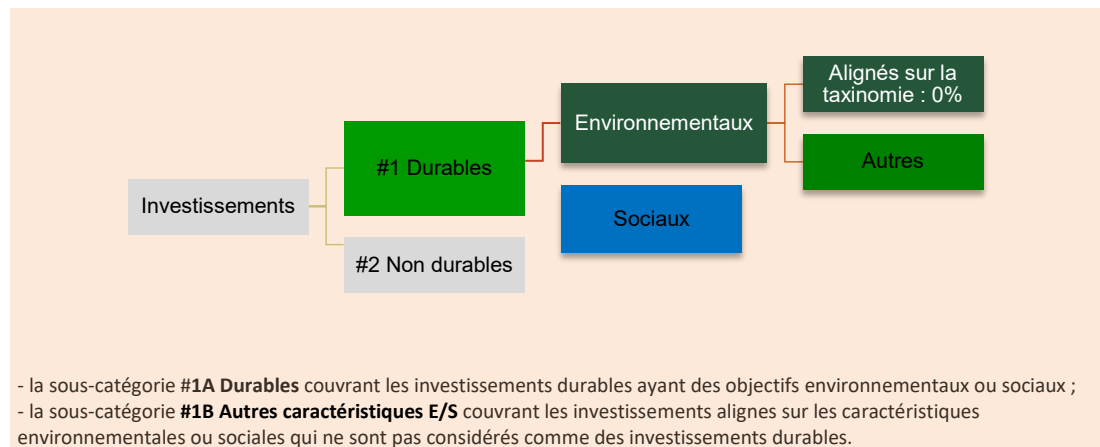 Alignés sur la
taxinomie : 0%
Environnementaux
#1 Durables
Autres
Investissements
Sociaux
#2 Non durables
- la sous-catégorie #1A Durables couvrant les investissements durables ayant des objectifs environnementaux ou sociaux ;
- la sous-catégorie #1B Autres caractéristiques E/S couvrant les investissements alignes sur les caractéristiques
environnementales ou sociales qui ne sont pas considérés comme des investissements durables.